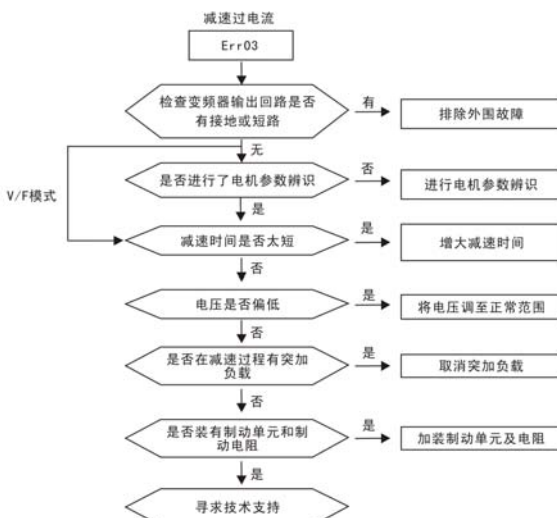 减速过电流
Err03
检查变频器输出回路是否
有接地或短路
有
排除外围故障
无
V/F模式
是否进行了电机参数辨识
否
进行电机参数辨识
是
减速时间是否太短
是
增大减速时间
否
电压是否偏低
是
将电压调至正常范围
否
是否在减速过程有突加
负载
是
取消突加负载
否
是否装有制动单元和制
动电阻
是
加装制动单元及电阻
是
寻求技术支持